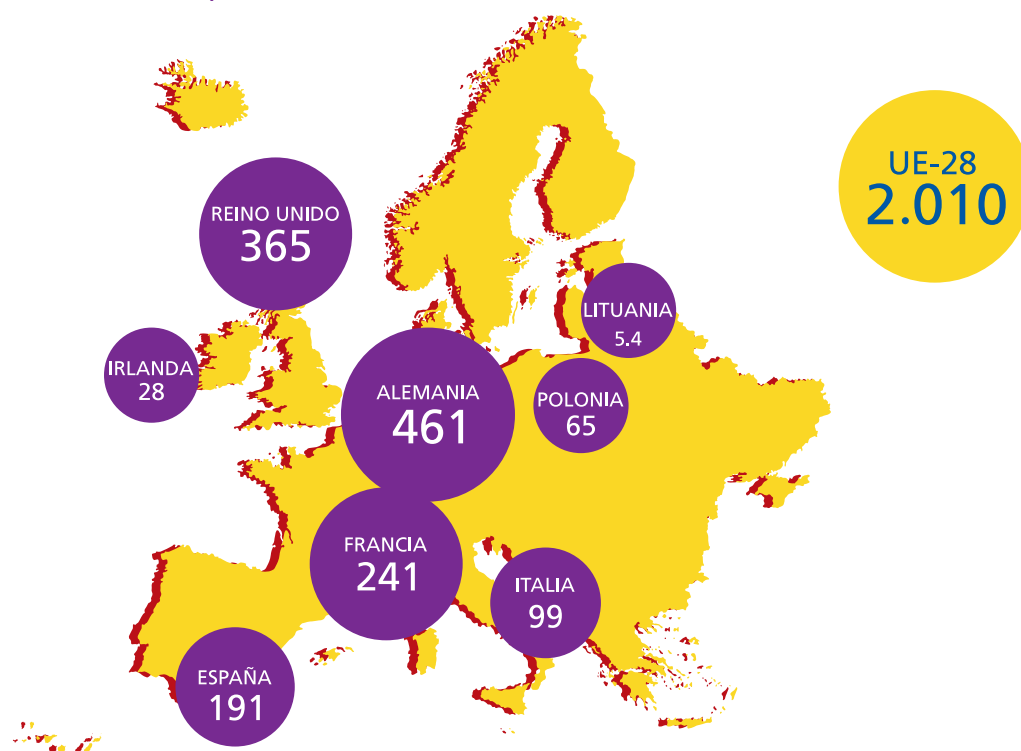 UE-28
2.010
REINO UNIDO
365
LITUANIA
5.4
IRLANDA
28
ALEMANIA
461
POLONIA
65
FRANCIA
241
ITALIA
99
ESPAÑA
191